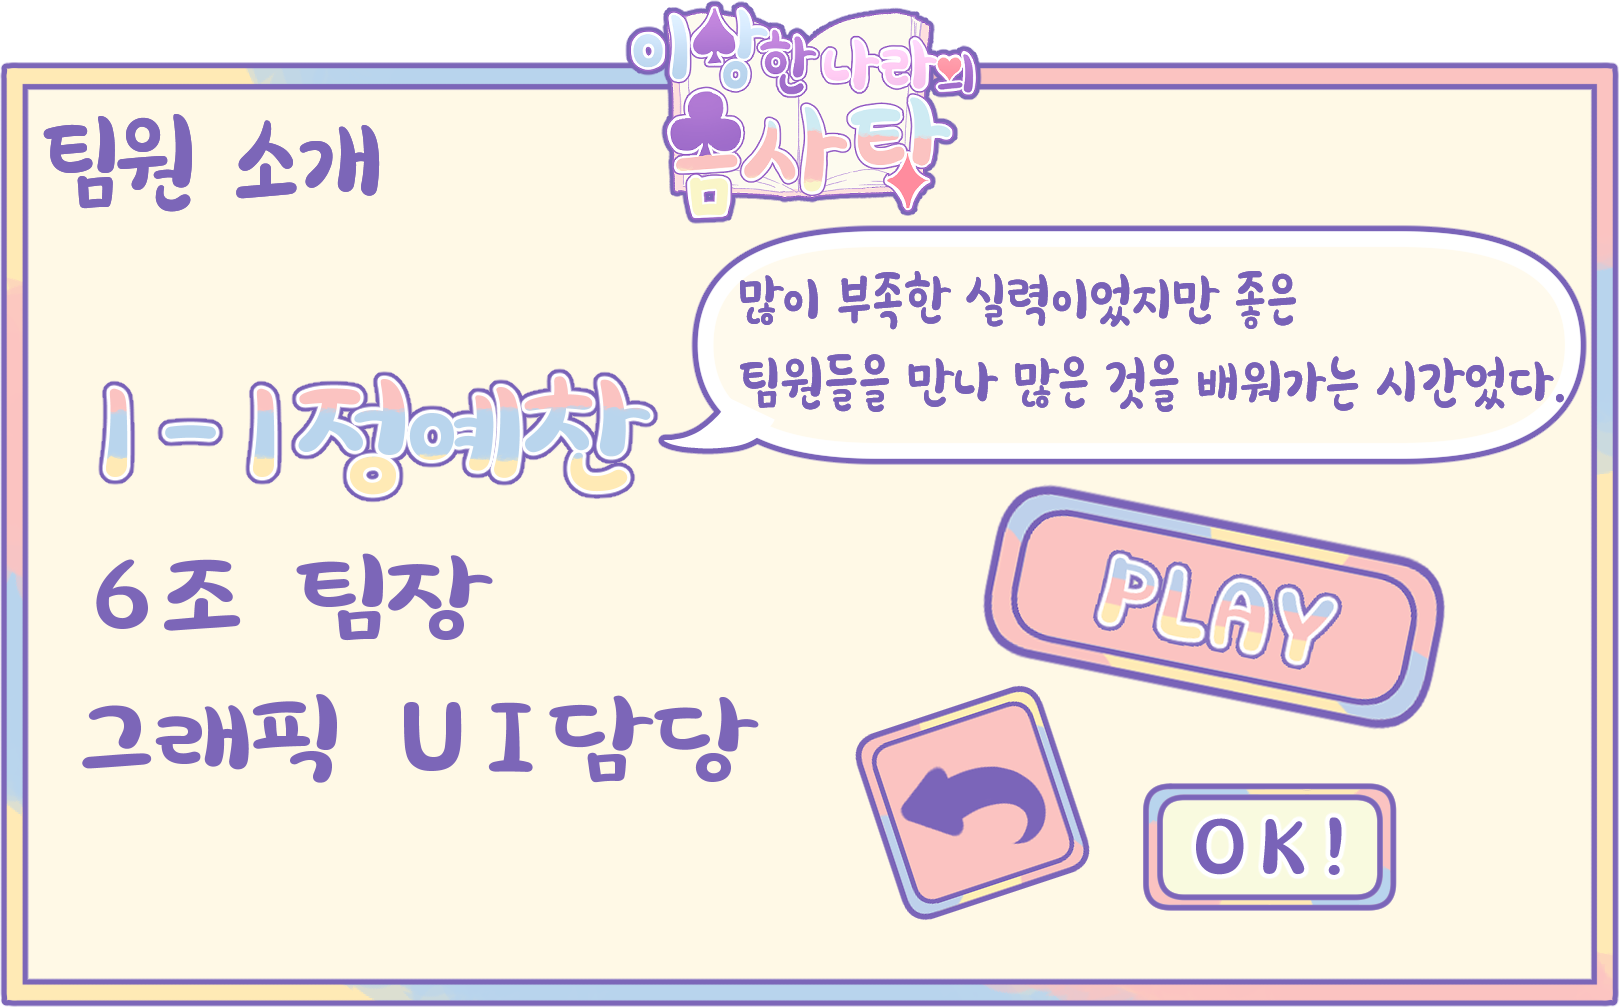 이상한 나라의
솜사탕
팀원 소개
많이 부족한 실력이었지만 좋은
팀원들을 만나 많은 것을 배워가는 시간었다.
1-1정예찬
6조 팀장
그래픽 UI담당
PLAY
OK!